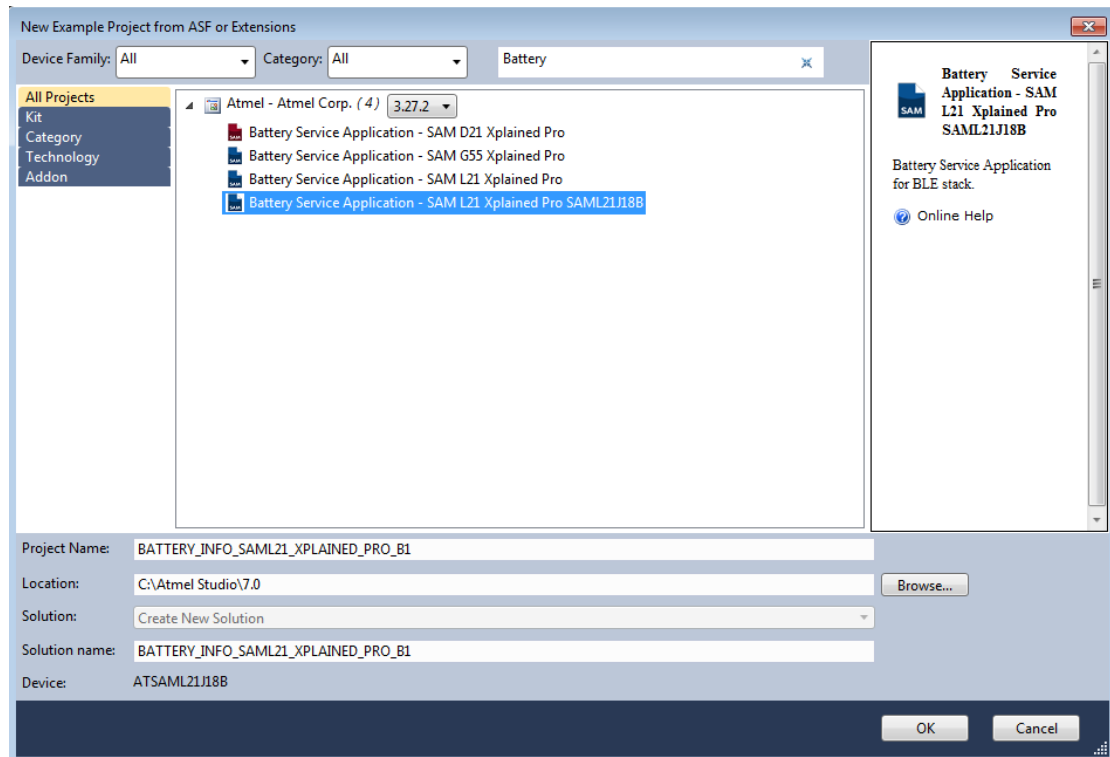 New Example Project from ASF or Extensions
Device Family: All Category: All Battery
All Projects
Kit
Category
Technology
Addon
Atmel - Atmel Corp. (4) 3.27.2
Battery Service Application - SAM D21 Xplained Pro
Battery Service Application - SAM G55 Xplained Pro
Battery Service Application - SAM L21 Xplained Pro
Battery Service Application - SAM L21 Xplained Pro SAML21J18B
SAM
Battery Service
Application - SAM
L21 Xplained Pro
SAML21J18B
Battery Service Application
for BLE stack.
Online Help
Project Name: BATTERY_INFO_SAML21_XPLAINED_PRO_B1
Location: C:\Atmel Studio\7.0 Browse...
Solution: Create New Solution
Solution name: BATTERY_INFO_SAML21_XPLAINED_PRO_B1
Device: ATSAML21J18B
OK Cancel